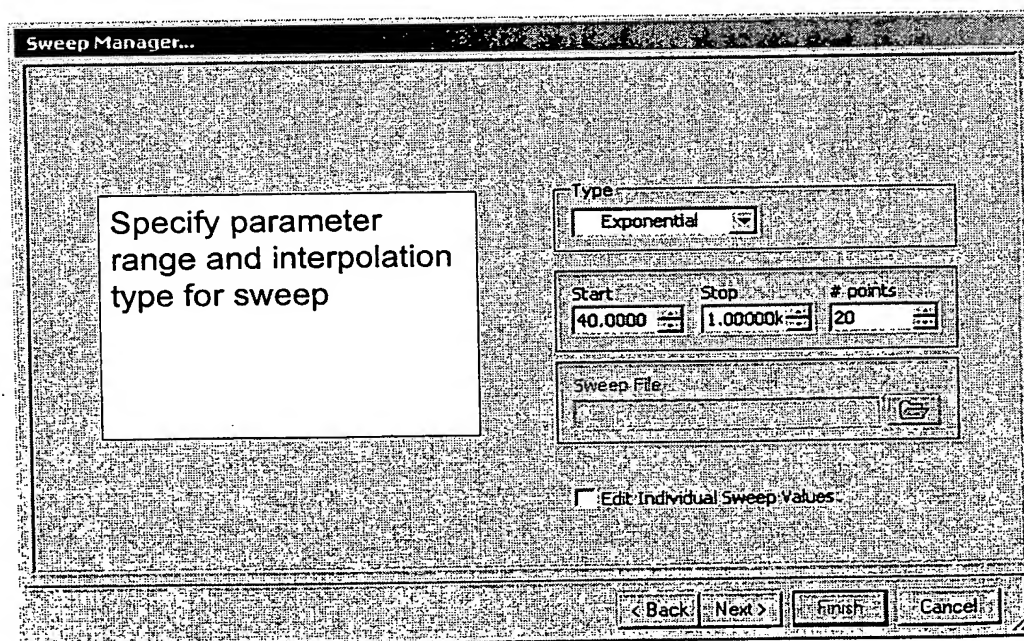 Sweep Manager...
Specify parameter
range and interpolation
type for sweep
Type
Exponential
Start Stop # points
40.0000 1.00000k 20
Sweep File
Edit Individual Sweep Values
< Back Next > Finish Cancel